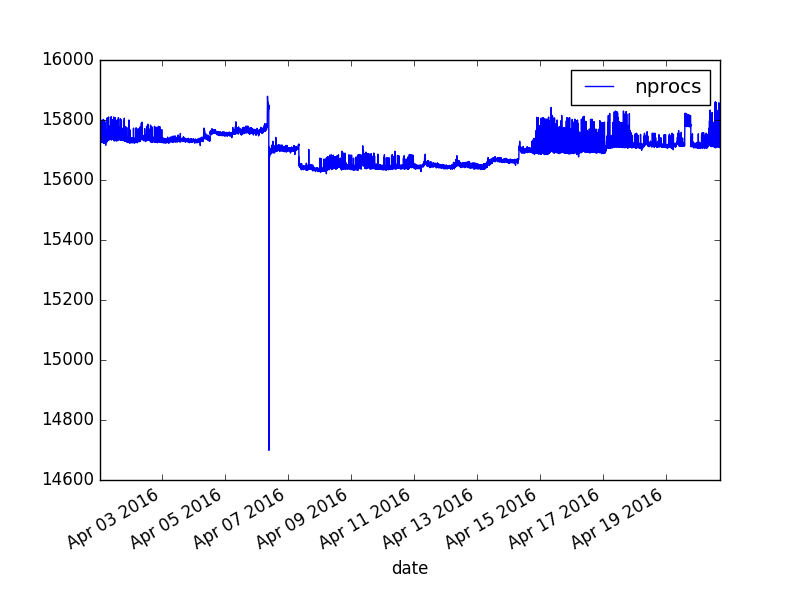 16000
15800
15600
15400
15200
15000
14800
14600
nprocs
Apr 03 2016
Apr 05 2016
Apr 07 2016
Apr 09 2016
Apr 11 2016
Apr 13 2016
Apr 15 2016
Apr 17 2016
Apr 19 2016
date